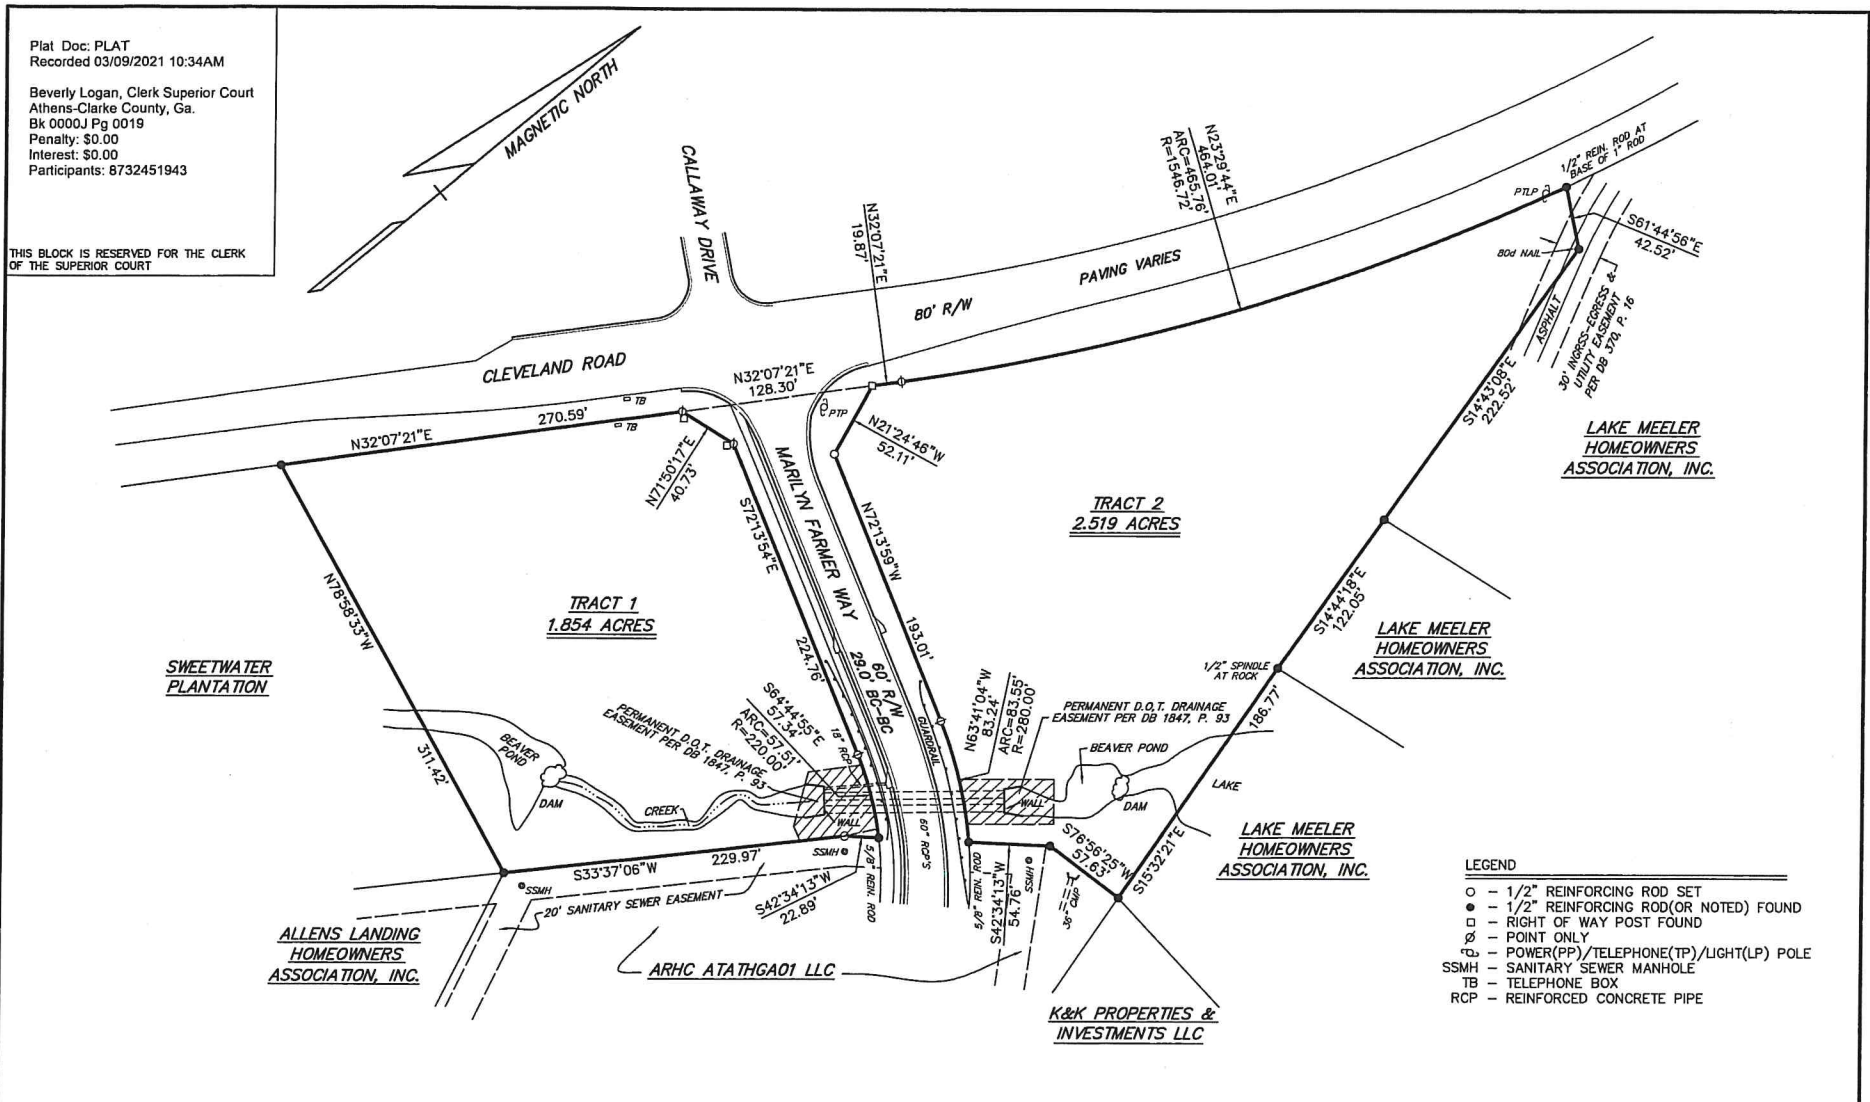 Plat Doc: PLAT
Recorded 03/09/2021 10:34AM
Beverly Logan, Clerk Superior Court
Athens-Clarke County, Ga.
Bk 0000J Pg 0019
Penalty: $0.00
Interest: $0.00
Participants: 8732451943
THIS BLOCK IS RESERVED FOR THE CLERK
OF THE SUPERIOR COURT
MAGNETIC NORTH
CALLAWAY DRIVE
N32°07'21"E
19.87'
N23°29'44"E
464.01'
ARC=465.76'
R=1546.72'
1/2" REIN. ROD AT
BASE OF 1" ROD
PTLP
S61°44'56"E
42.52'
80d NAIL
ASPHALT
30' INGRSS-EGRESS &
UTILITY EASEMENT
PER DB 370, P. 16
PAVING VARIES
80' R/W
CLEVELAND ROAD
N32°07'21"E
128.30'
PTP
TB
TB
N32°07'21"E
270.59'
N71°50'17"E
40.73'
N21°24'46"W
52.11'
MARILYN FARMER WAY
60' R/W
29.0' BC-BC
S72°13'54"E
224.76'
N72°13'59"W
193.01'
TRACT 2
2.519 ACRES
S14°43'08"E
222.52'
LAKE MEELER
HOMEOWNERS
ASSOCIATION, INC.
TRACT 1
1.854 ACRES
N78°58'33"W
311.42'
SWEETWATER
PLANTATION
S14°44'18"E
122.05'
LAKE MEELER
HOMEOWNERS
ASSOCIATION, INC.
1/2" SPINDLE
AT ROCK
186.77'
S15°32'21"E
S64°44'55"E
57.34'
ARC=57.51'
R=220.00'
18" RCP
PERMANENT D.O.T. DRAINAGE
EASEMENT PER DB 1847, P. 93
GUARDRAIL
N63°41'04"W
83.24'
ARC=83.55'
R=280.00'
PERMANENT D.O.T. DRAINAGE
EASEMENT PER DB 1847, P. 93
BEAVER POND
BEAVER
POND
DAM
CREEK
WALL
WALL
DAM
LAKE
60" RCP'S
LAKE MEELER
HOMEOWNERS
ASSOCIATION, INC.
S33°37'06"W
229.97'
SSMH
SSMH
5/8" REIN. ROD
S42°34'13"W
22.89'
20' SANITARY SEWER EASEMENT
5/8" REIN. ROD
S42°34'13"W
54.76'
SSMH
36" CMP
S76°56'25"W
57.63'
ALLENS LANDING
HOMEOWNERS
ASSOCIATION, INC.
ARHC ATATHGA01 LLC
K&K PROPERTIES &
INVESTMENTS LLC
LEGEND
○ – 1/2" REINFORCING ROD SET
● – 1/2" REINFORCING ROD(OR NOTED) FOUND
□ – RIGHT OF WAY POST FOUND
Ø – POINT ONLY
– POWER(PP)/TELEPHONE(TP)/LIGHT(LP) POLE
SSMH – SANITARY SEWER MANHOLE
TB – TELEPHONE BOX
RCP – REINFORCED CONCRETE PIPE